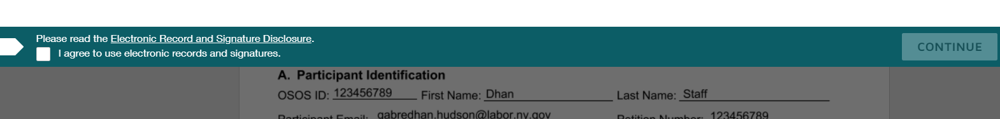 Please read the Electronic Record and Signature Disclosure.
I agree to use electronic records and signatures.
CONTINUE
A. Participant Identification
OSOS ID: 123456789 First Name: Dhan Last Name: Staff
Participant Email: gabredhan.hudson@labor.ny.gov Petition Number: 123456789